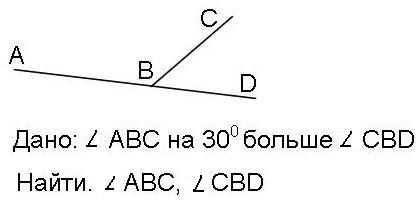 C
A
B
D
Дано: ∠ ABC на 30⁰ больше ∠ CBD
Найти. ∠ ABC, ∠ CBD